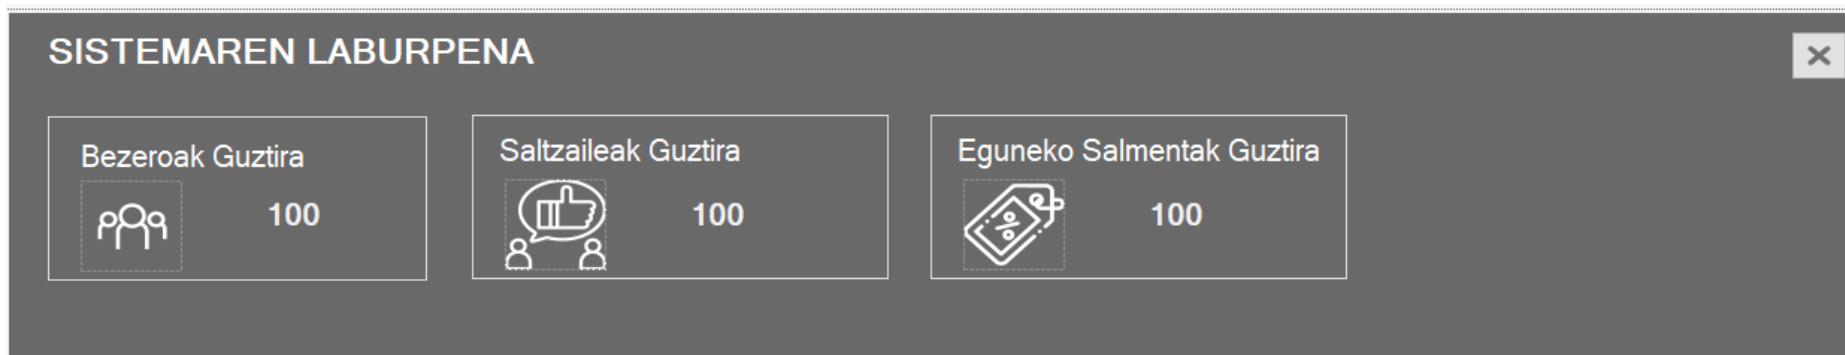 SISTEMAREN LABURPENA
Bezeroak Guztira
100
Saltzaileak Guztira
100
Eguneko Salmentak Guztira
100